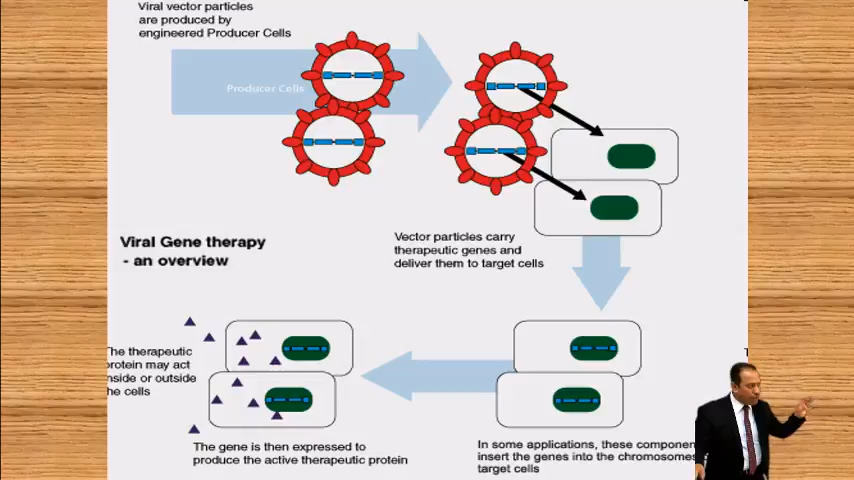 Viral vector particles
are produced by
engineered Producer Cells
Producer Cells
Vector particles carry
therapeutic genes and
deliver them to target cells
Viral Gene therapy
- an overview
The therapeutic
protein may act
inside or outside
the cells
The gene is then expressed to
produce the active therapeutic protein
In some applications, these componen
insert the genes into the chromosomes
target cells